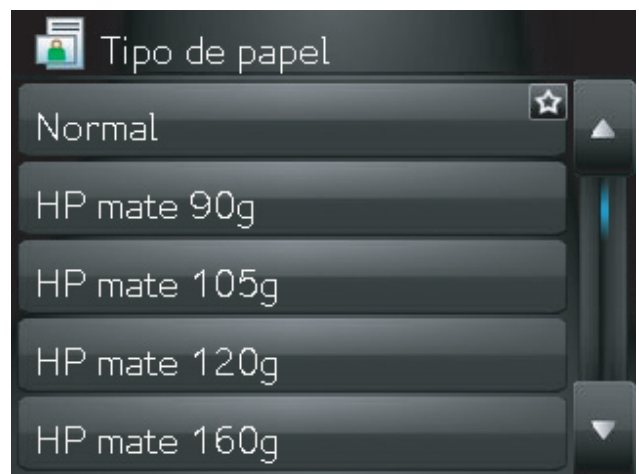 Tipo de papel
Normal
HP mate 90g
HP mate 105g
HP mate 120g
HP mate 160g